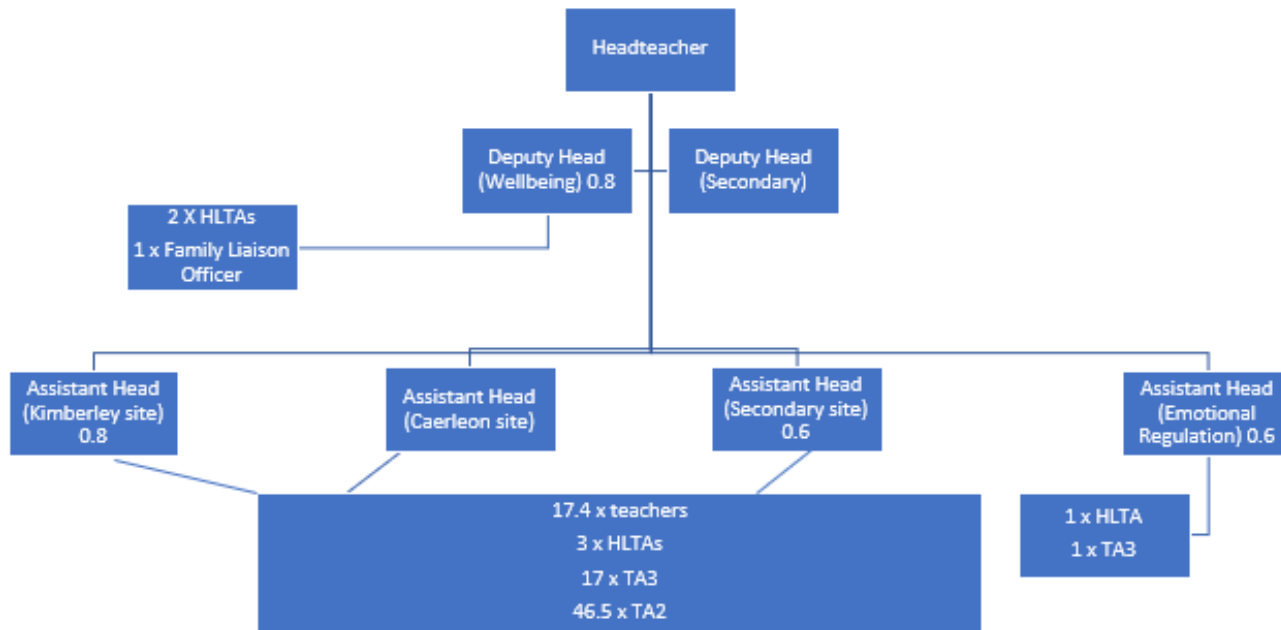 Headteacher
Deputy Head
(Wellbeing) 0.8
Deputy Head
(Secondary)
2 X HLTAs
1 x Family Liaison
Officer
Assistant Head
(Kimberley site)
0.8
Assistant Head
(Caerleon site)
Assistant Head
(Secondary site)
0.6
Assistant Head
(Emotional
Regulation) 0.6
17.4 x teachers
3 x HLTAs
17 x TA3
46.5 x TA2
1 x HLTA
1 x TA3